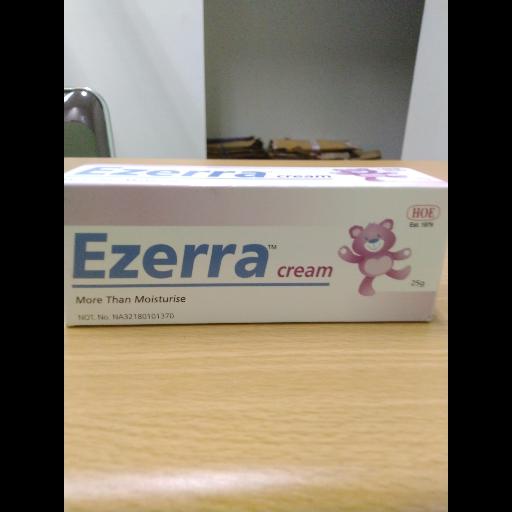 Ezerra cream
HOE
Est. 1979
Ezerra™ cream
More Than Moisturise
25g
NOT. No. NA32180101370